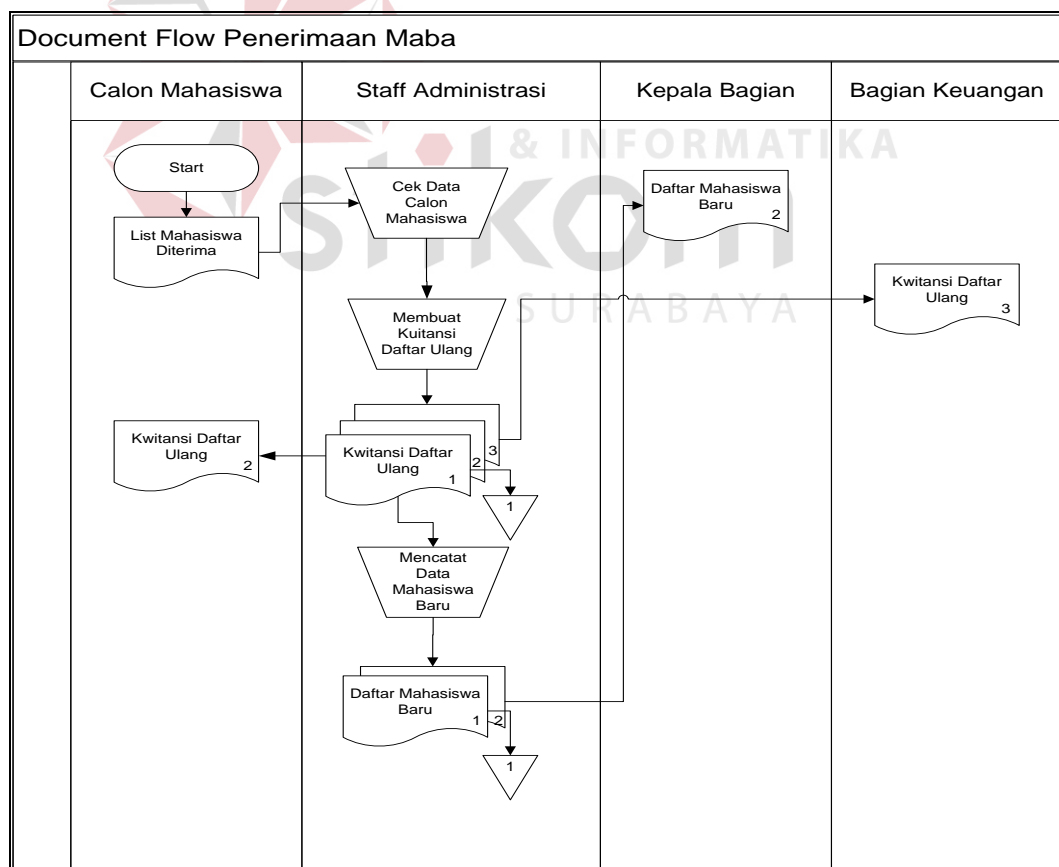 Document Flow Penerimaan Maba
Calon Mahasiswa
Staff Administrasi
Kepala Bagian
Bagian Keuangan
& INFORMATIKA
stikom
SURABAYA
Start
List Mahasiswa
Diterima
Cek Data
Calon
Mahasiswa
Daftar Mahasiswa
Baru
2
Kwitansi Daftar
Ulang
3
Membuat
Kuitansi
Daftar Ulang
Kwitansi Daftar
Ulang
2
Kwitansi Daftar
Ulang
1
2
3
1
Mencatat
Data
Mahasiswa
Baru
Daftar Mahasiswa
Baru
1
2
1